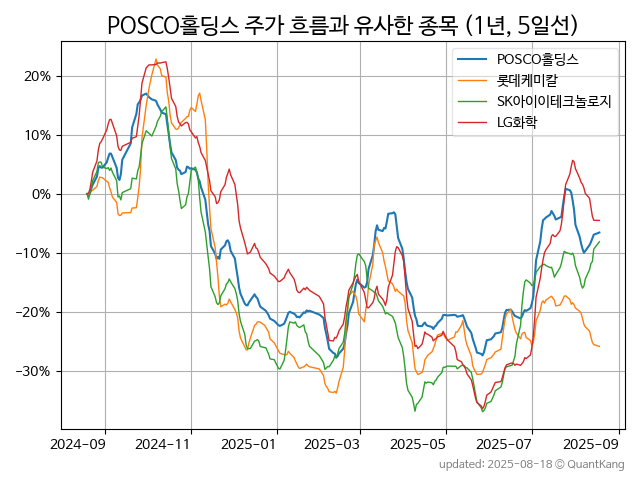 POSCO홀딩스 주가 흐름과 유사한 종목 (1년, 5일선)
POSCO홀딩스
롯데케미칼
SK아이이테크놀로지
LG화학
20%
10%
0%
−10%
−20%
−30%
2024-09 2024-11 2025-01 2025-03 2025-05 2025-07 2025-09
updated: 2025-08-18 © QuantKang